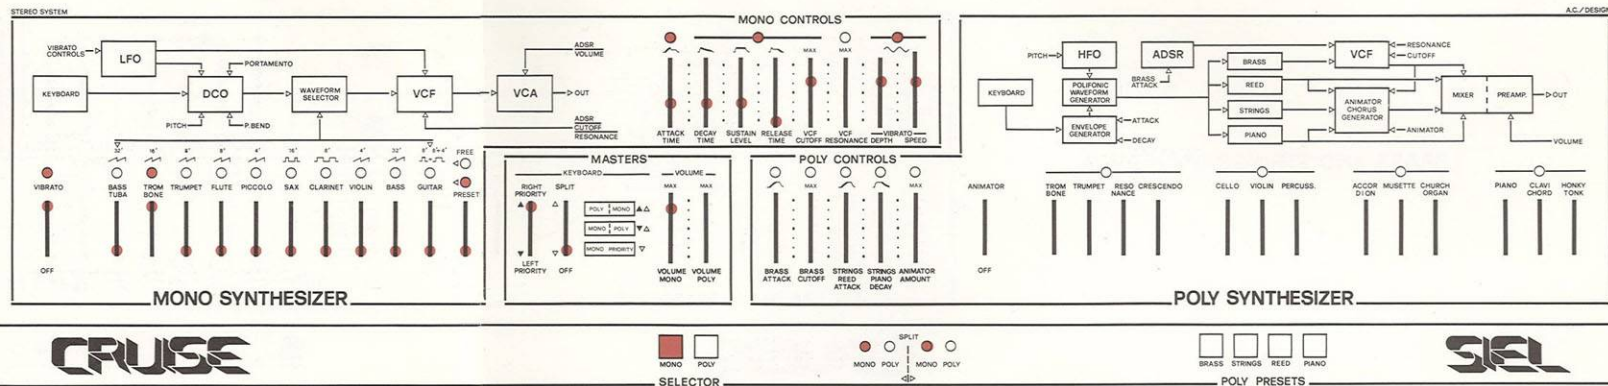 STEREO SYSTEM
A.C./DESIGN
MONO CONTROLS
VIBRATO
CONTROLS
LFO
PORTAMENTO
KEYBOARD
DCO
WAVEFORM
SELECTOR
VCF
VCA
OUT
ADSR
VOLUME
PITCH
P.BEND
ADSR
CUTOFF
RESONANCE
32' 16' 8' 8' 4' 16' 8' 4' 32' 8' 8'+4'
FREE
PRESET
VIBRATO
BASS
TUBA
TROM
BONE
TRUMPET
FLUTE
PICCOLO
SAX
CLARINET
VIOLIN
BASS
GUITAR
OFF
MONO SYNTHESIZER
MAX
MAX
ATTACK
TIME
DECAY
TIME
SUSTAIN
LEVEL
RELEASE
TIME
VCF
CUTOFF
VCF
RESONANCE
VIBRATO
DEPTH SPEED
MASTERS
KEYBOARD
VOLUME
RIGHT
PRIORITY
SPLIT
MAX
MAX
POLY MONO
MONO POLY
MONO PRIORITY
LEFT
PRIORITY
OFF
VOLUME
MONO
VOLUME
POLY
POLY CONTROLS
MAX
MAX
BRASS
ATTACK
BRASS
CUTOFF
STRINGS
REED
ATTACK
STRINGS
PIANO
DECAY
ANIMATOR
AMOUNT
PITCH
HFO
ADSR
VCF
RESONANCE
CUTOFF
BRASS
ATTACK
BRASS
REED
STRINGS
PIANO
KEYBOARD
POLIFONIC
WAVEFORM
GENERATOR
ENVELOPE
GENERATOR
ATTACK
DECAY
ANIMATOR
CHORUS
GENERATOR
ANIMATOR
MIXER
PREAMP.
OUT
VOLUME
ANIMATOR
OFF
TROM
BONE
TRUMPET
RESO
NANCE
CRESCENDO
CELLO
VIOLIN
PERCUSS.
ACCOR
DION
MUSETTE
CHURCH
ORGAN
PIANO
CLAVI
CHORD
HONKY
TONK
POLY SYNTHESIZER
CRUISE
MONO
POLY
SELECTOR
SPLIT
MONO POLY
MONO POLY
BRASS
STRINGS
REED
PIANO
POLY PRESETS
SIEL